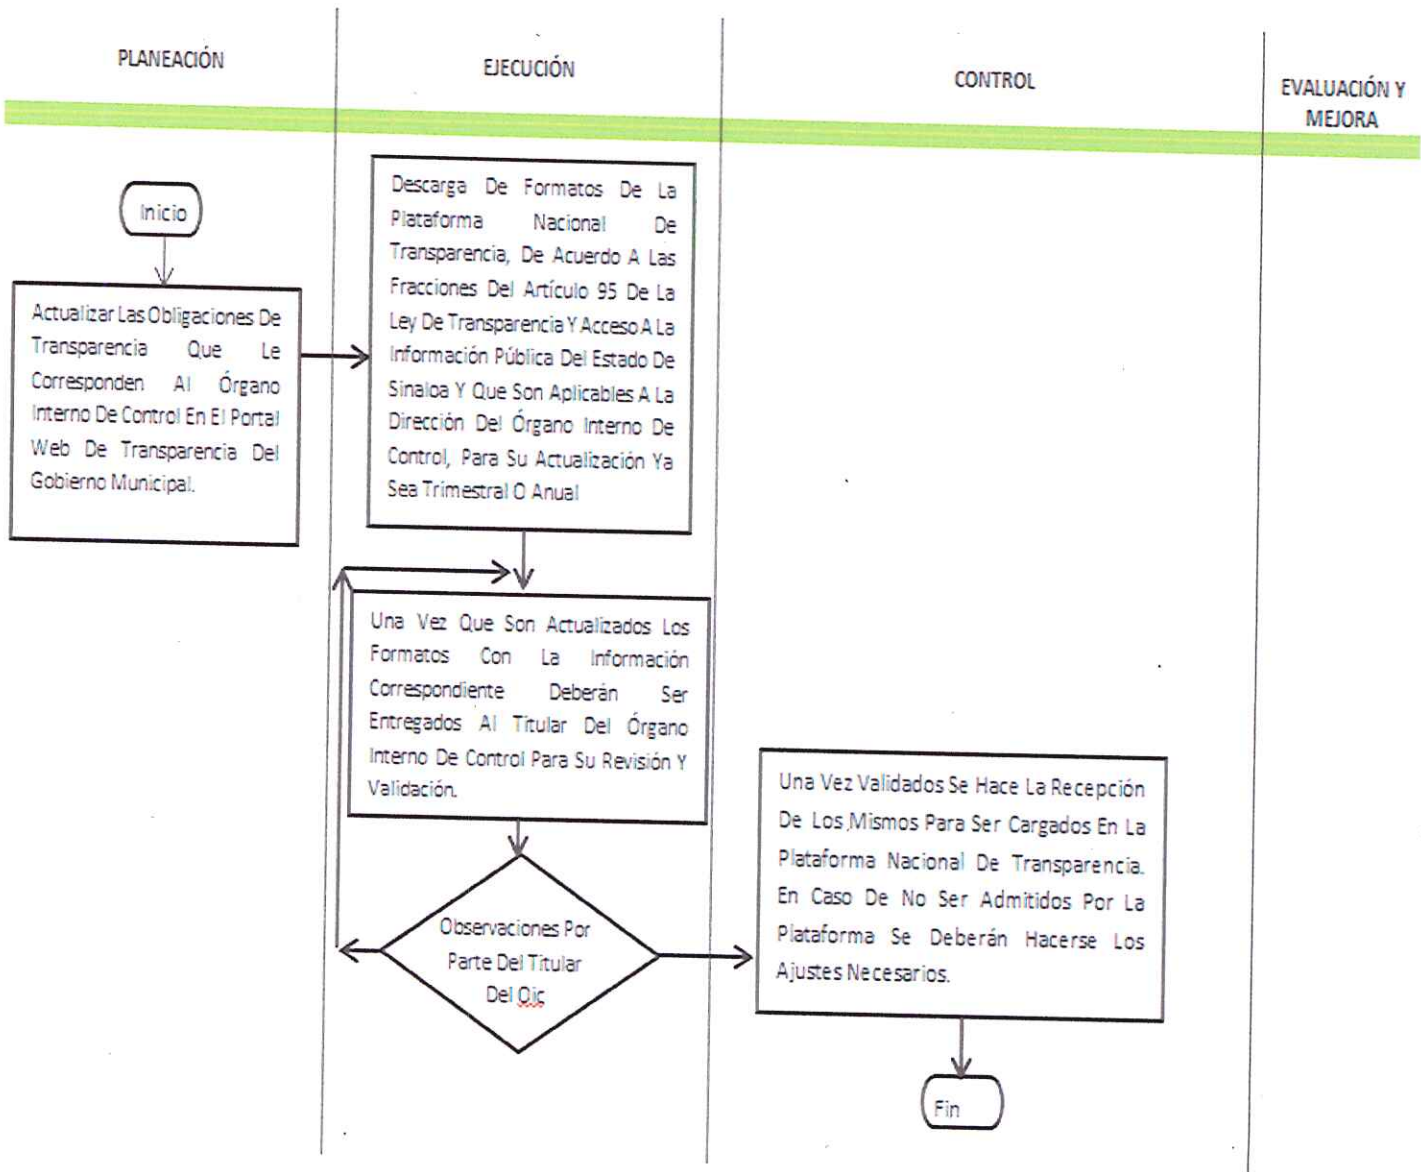 PLANEACIÓN
EJECUCIÓN
CONTROL
EVALUACIÓN Y
MEJORA
Inicio
Actualizar Las Obligaciones De
Transparencia Que Le
Corresponden Al Órgano
Interno De Control En El Portal
Web De Transparencia Del
Gobierno Municipal.
Descarga De Formatos De La
Plataforma Nacional De
Transparencia, De Acuerdo A Las
Fracciones Del Artículo 95 De La
Ley De Transparencia Y Acceso A La
Información Pública Del Estado De
Sinaloa Y Que Son Aplicables A La
Dirección Del Órgano Interno De
Control, Para Su Actualización Ya
Sea Trimestral O Anual
Una Vez Que Son Actualizados Los
Formatos Con La Información
Correspondiente Deberán Ser
Entregados Al Titular Del Órgano
Interno De Control Para Su Revisión Y
Validación.
Observaciones Por
Parte Del Titular
Del Oic
Una Vez Validados Se Hace La Recepción
De Los Mismos Para Ser Cargados En La
Plataforma Nacional De Transparencia.
En Caso De No Ser Admitidos Por La
Plataforma Se Deberán Hacerse Los
Ajustes Necesarios.
Fin